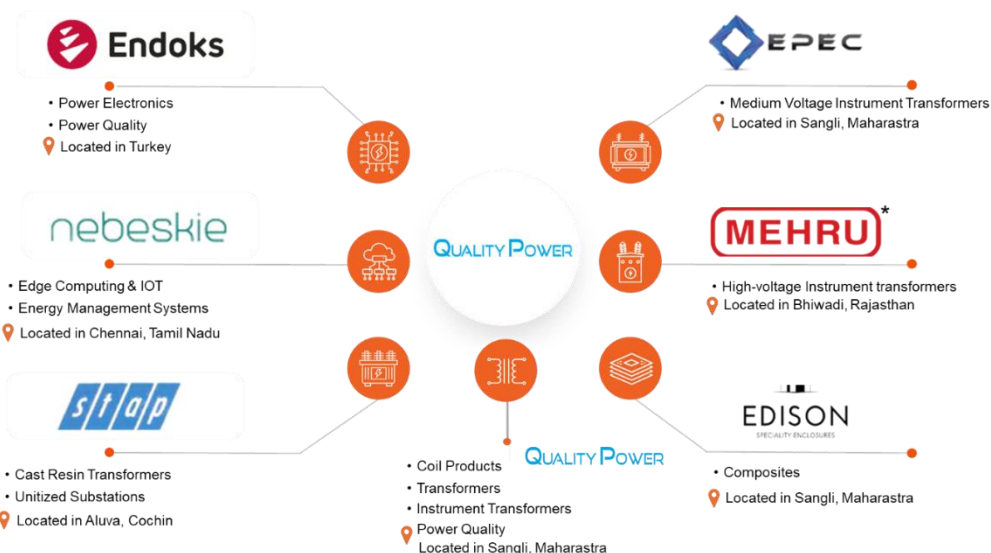 Endoks
• Power Electronics
• Power Quality
Located in Turkey
EPEC
• Medium Voltage Instrument Transformers
Located in Sangli, Maharastra
nebeskie
• Edge Computing & IOT
• Energy Management Systems
Located in Chennai, Tamil Nadu
QUALITY POWER
MEHRU*
• High-voltage Instrument transformers
Located in Bhiwadi, Rajasthan
stap
• Cast Resin Transformers
• Unitized Substations
Located in Aluva, Cochin
QUALITY POWER
• Coil Products
• Transformers
• Instrument Transformers
Power Quality
Located in Sangli, Maharastra
EDISON
SPECIALITY ENCLOSURES
• Composites
Located in Sangli, Maharastra